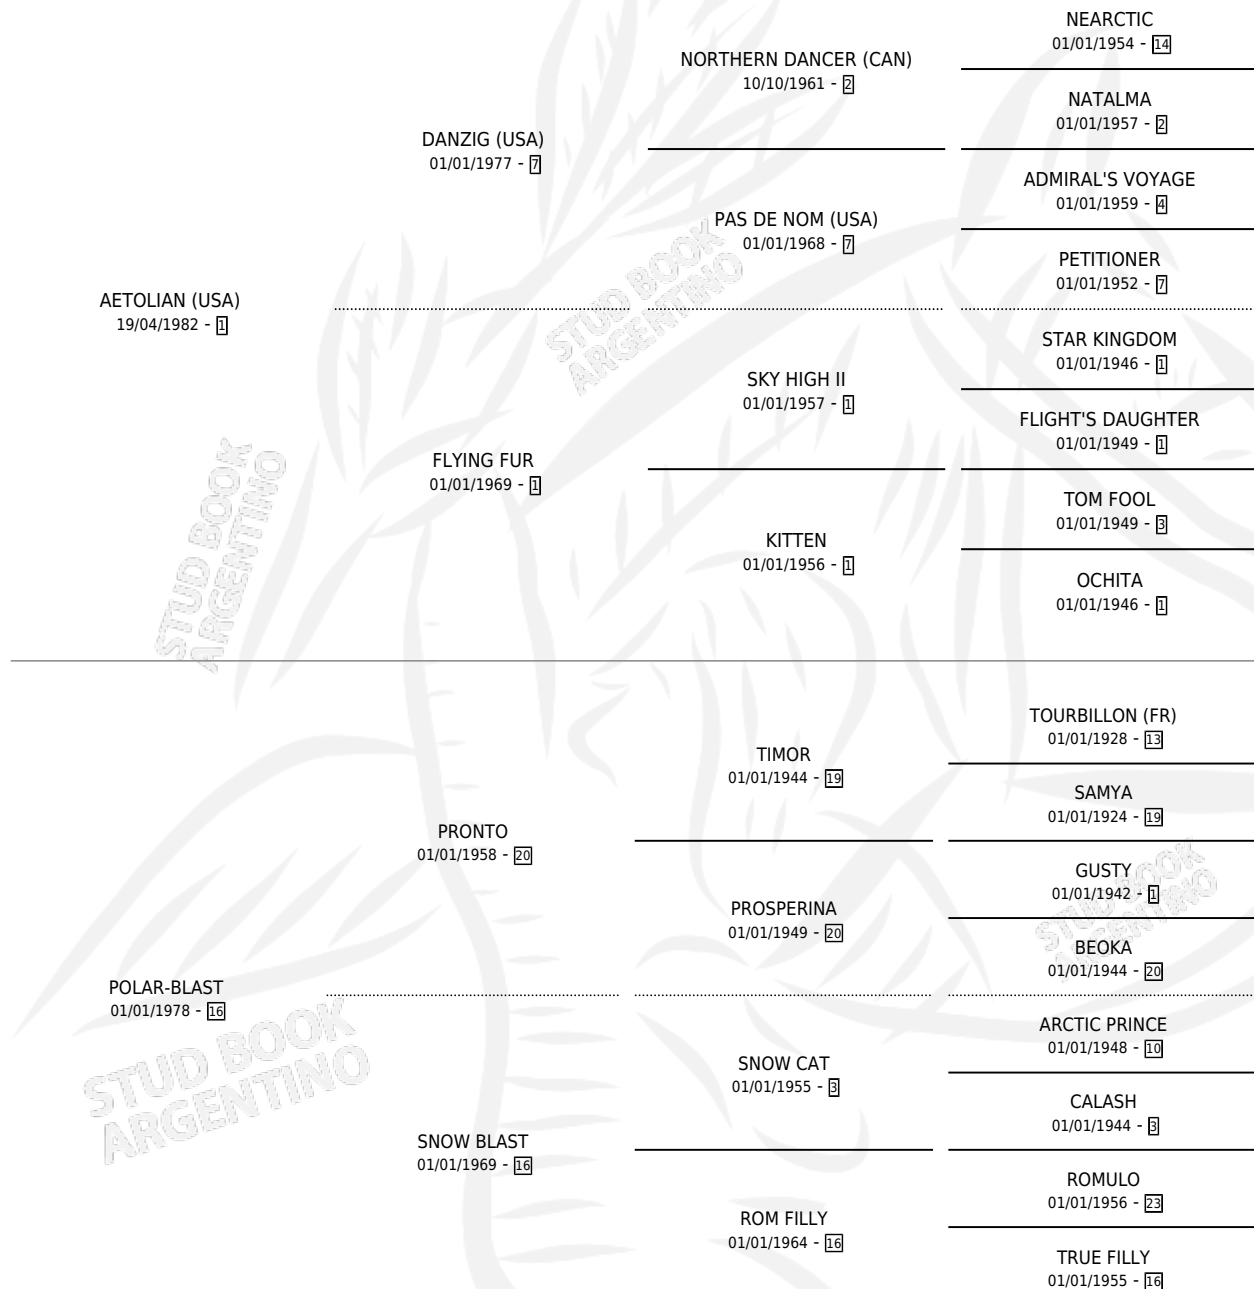 NEARCTIC
01/01/1954 - 14
NORTHERN DANCER (CAN)
10/10/1961 - 2
NATALMA
01/01/1957 - 2
DANZIG (USA)
01/01/1977 - 7
ADMIRAL'S VOYAGE
01/01/1959 - 4
PAS DE NOM (USA)
01/01/1968 - 7
PETITIONER
01/01/1952 - 7
AETOLIAN (USA)
19/04/1982 - 1
STUD BOOK
ARGENTINO
STAR KINGDOM
01/01/1946 - 1
SKY HIGH II
01/01/1957 - 1
FLIGHT'S DAUGHTER
01/01/1949 - 1
FLYING FUR
01/01/1969 - 1
TOM FOOL
01/01/1949 - 3
KITTEN
01/01/1956 - 1
OCHITA
01/01/1946 - 1
STUD BOOK
ARGENTINO
TOURBILLON (FR)
01/01/1928 - 13
TIMOR
01/01/1944 - 19
SAMYA
01/01/1924 - 19
PRONTO
01/01/1958 - 20
GUSTY
01/01/1942 - 1
PROSPERINA
01/01/1949 - 20
BEOKA
01/01/1944 - 20
STUD BOOK
ARGENTINO
POLAR-BLAST
01/01/1978 - 16
ARCTIC PRINCE
01/01/1948 - 10
SNOW CAT
01/01/1955 - 3
CALASH
01/01/1944 - 3
STUD BOOK
ARGENTINO
SNOW BLAST
01/01/1969 - 16
ROMULO
01/01/1956 - 23
ROM FILLY
01/01/1964 - 16
TRUE FILLY
01/01/1955 - 16